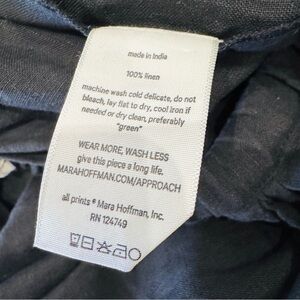 made in India
100% linen
machine wash cold delicate, do not
bleach, lay flat to dry, cool iron if
needed or dry clean, preferably
"green"
WEAR MORE, WASH LESS
give this piece a long life.
MARAHOFFMAN.COM/APPROACH
all prints © Mara Hoffman, Inc.
RN 124749